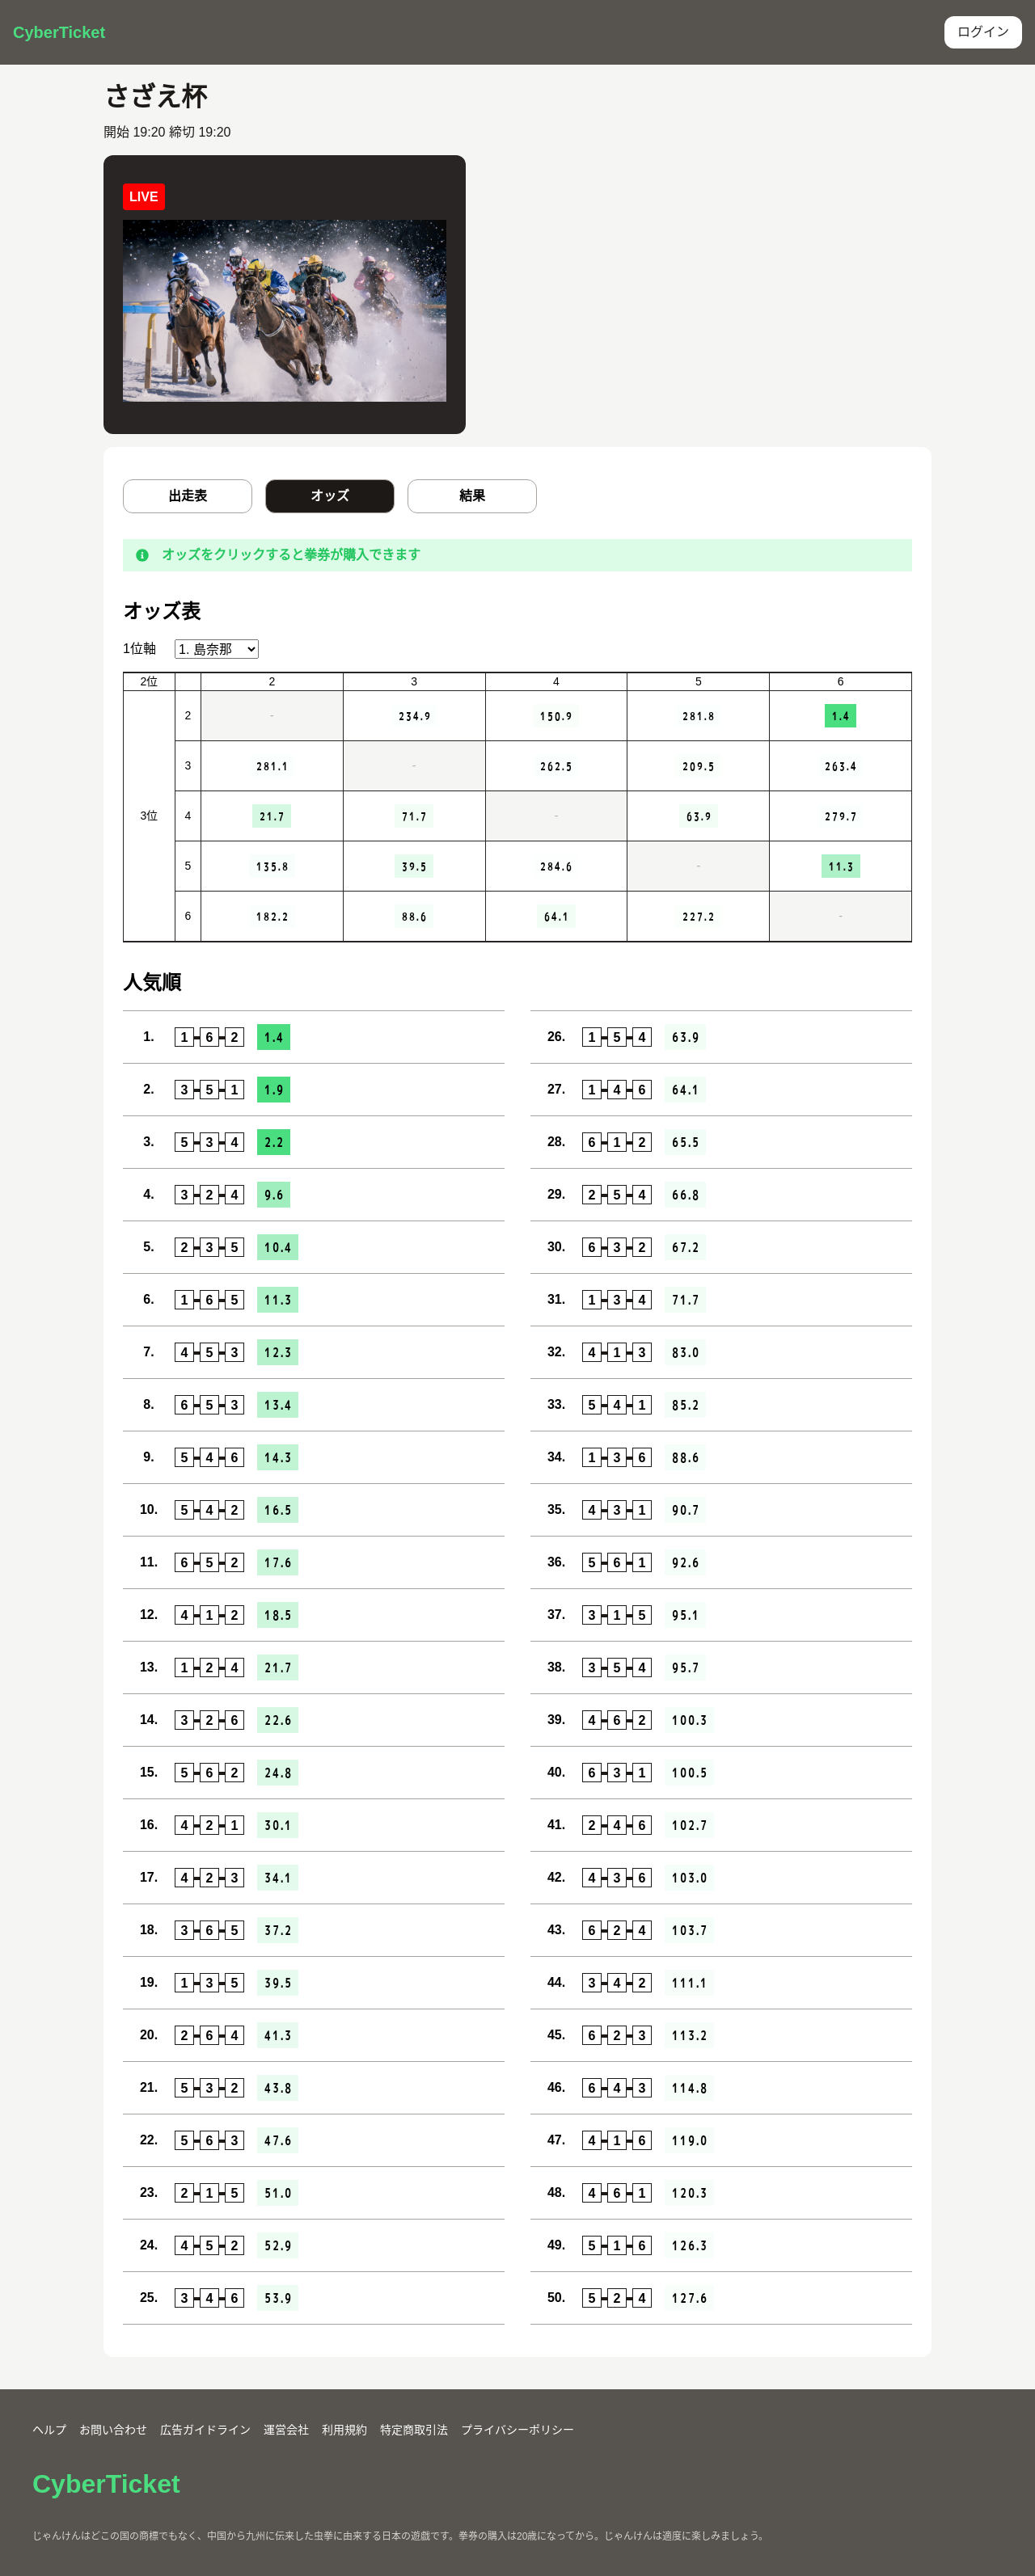 CyberTicket ログイン
さざえ杯
開始 19:20 締切 19:20
LIVE
出走表 オッズ 結果
オッズをクリックすると拳券が購入できます
オッズ表
1位軸 1. 島奈那
2位 2 3 4 5 6
2 - 234.9 150.9 281.8 1.4
3 281.1 - 262.5 209.5 263.4
3位 4 21.7 71.7 - 63.9 279.7
5 135.8 39.5 284.6 - 11.3
6 182.2 88.6 64.1 227.2 -
人気順
1. 1-6-2 1.4
2. 3-5-1 1.9
3. 5-3-4 2.2
4. 3-2-4 9.6
5. 2-3-5 10.4
6. 1-6-5 11.3
7. 4-5-3 12.3
8. 6-5-3 13.4
9. 5-4-6 14.3
10. 5-4-2 16.5
11. 6-5-2 17.6
12. 4-1-2 18.5
13. 1-2-4 21.7
14. 3-2-6 22.6
15. 5-6-2 24.8
16. 4-2-1 30.1
17. 4-2-3 34.1
18. 3-6-5 37.2
19. 1-3-5 39.5
20. 2-6-4 41.3
21. 5-3-2 43.8
22. 5-6-3 47.6
23. 2-1-5 51.0
24. 4-5-2 52.9
25. 3-4-6 53.9
26. 1-5-4 63.9
27. 1-4-6 64.1
28. 6-1-2 65.5
29. 2-5-4 66.8
30. 6-3-2 67.2
31. 1-3-4 71.7
32. 4-1-3 83.0
33. 5-4-1 85.2
34. 1-3-6 88.6
35. 4-3-1 90.7
36. 5-6-1 92.6
37. 3-1-5 95.1
38. 3-5-4 95.7
39. 4-6-2 100.3
40. 6-3-1 100.5
41. 2-4-6 102.7
42. 4-3-6 103.0
43. 6-2-4 103.7
44. 3-4-2 111.1
45. 6-2-3 113.2
46. 6-4-3 114.8
47. 4-1-6 119.0
48. 4-6-1 120.3
49. 5-1-6 126.3
50. 5-2-4 127.6
ヘルプ お問い合わせ 広告ガイドライン 運営会社 利用規約 特定商取引法 プライバシーポリシー
CyberTicket
じゃんけんはどこの国の商標でもなく、中国から九州に伝来した虫拳に由来する日本の遊戯です。拳券の購入は20歳になってから。じゃんけんは適度に楽しみましょう。